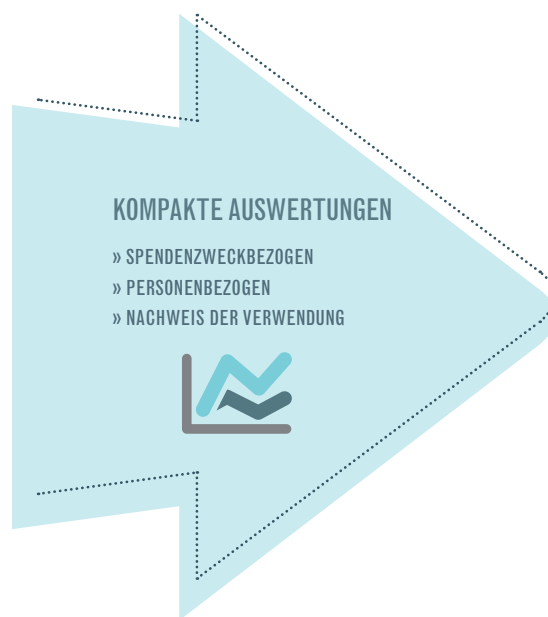 KOMPAKTE AUSWERTUNGEN
» SPENDENZWECKBEZOGEN
» PERSONENBEZOGEN
» NACHWEIS DER VERWENDUNG